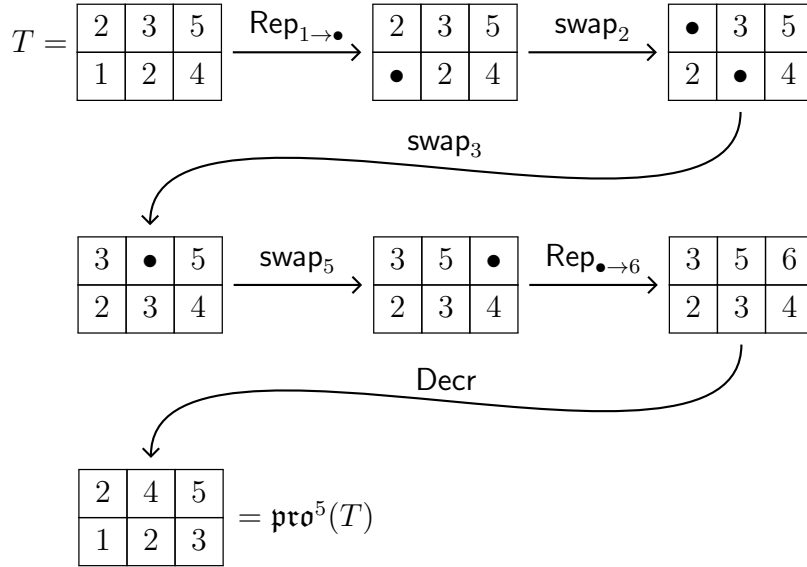 T = 2 3 5 Rep₁→• 2 3 5 swap₂ • 3 5
1 2 4 • 2 4 2 • 4
swap₃
3 • 5 swap₅ 3 5 • Rep•→₆ 3 5 6
2 3 4 2 3 4 2 3 4
Decr
2 4 5
1 2 3 = 𝔭𝔯𝔬⁵(T)